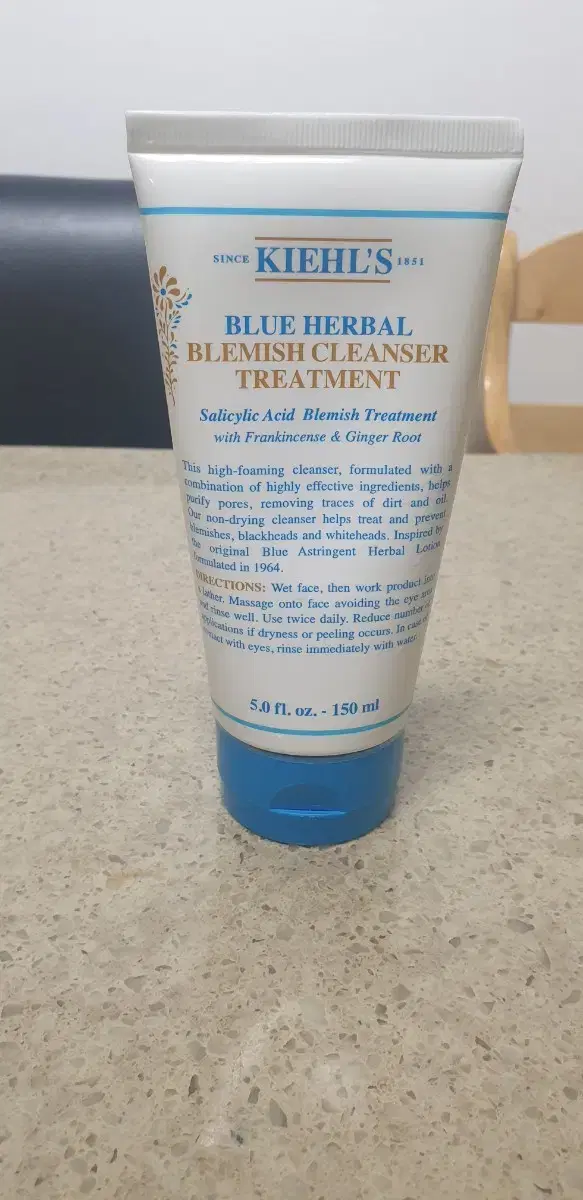 SINCE KIEHL'S 1851
BLUE HERBAL
BLEMISH CLEANSER
TREATMENT
Salicylic Acid Blemish Treatment
with Frankincense & Ginger Root
This high-foaming cleanser, formulated with a
combination of highly effective ingredients, helps
purify pores, removing traces of dirt and oil.
Our non-drying cleanser helps treat and prevent
blemishes, blackheads and whiteheads. Inspired by
the original Blue Astringent Herbal Lotion
formulated in 1964.
DIRECTIONS: Wet face, then work product into
a lather. Massage onto face avoiding the eye area
and rinse well. Use twice daily. Reduce number
applications if dryness or peeling occurs. In case
contact with eyes, rinse immediately with water.
5.0 fl. oz. - 150 ml